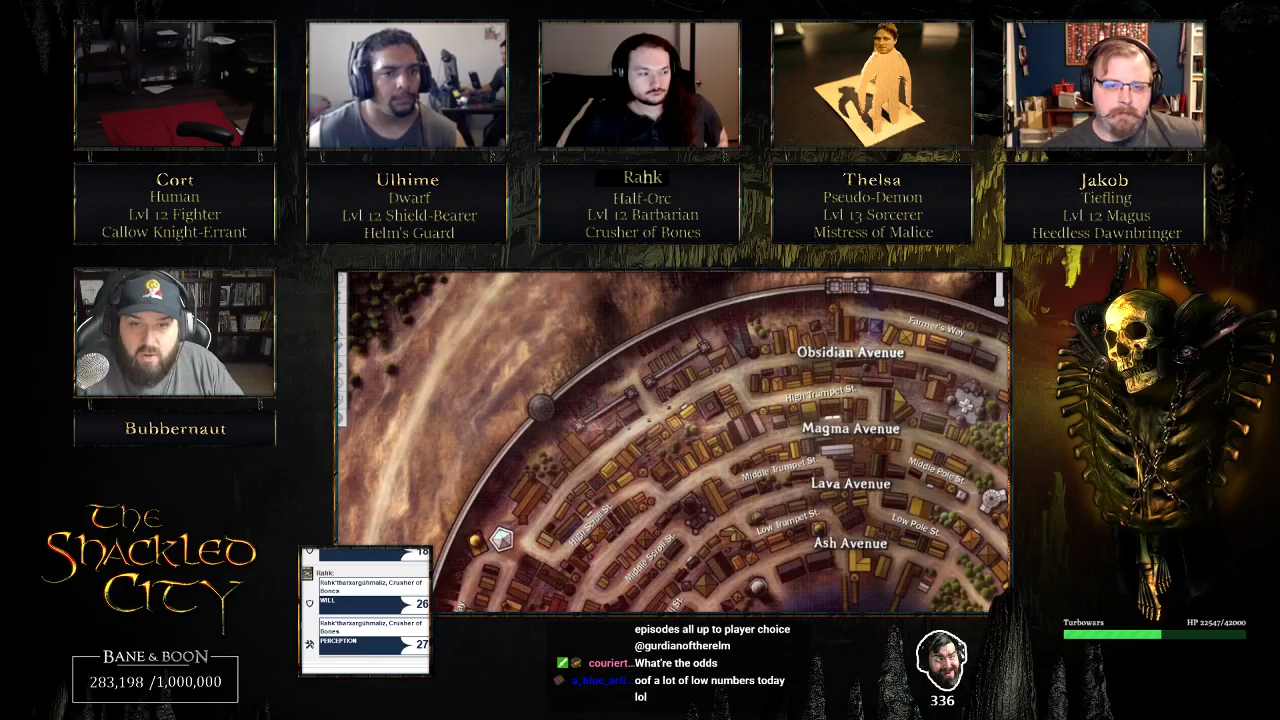 Cort
Human
Lvl 12 Fighter
Callow Knight-Errant
Ulhime
Dwarf
Lvl 12 Shield-Bearer
Helm's Guard
Rahk
Half-Orc
Lvl 12 Barbarian
Crusher of Bones
Thelsa
Pseudo-Demon
Lvl 13 Sorcerer
Mistress of Malice
Jakob
Tiefling
Lvl 12 Magus
Heedless Dawnbringer
Bubbernaut
Farmer's Way
Obsidian Avenue
High Trumpet St.
Magma Avenue
Middle Trumpet St.
Middle Pole St.
Lava Avenue
High Scroll St.
Low Trumpet St.
Low Pole St.
Ash Avenue
Middle Scroll St.
St.
The
Shackled
City
BANE & BOON
283,198 /1,000,000
18
Rahk:
Rahk'tharxargühmaliz, Crusher of
Bones
WILL
26
Rahk'tharxargühmaliz, Crusher of
Bones
PERCEPTION
27
episodes all up to player choice
@gurdianoftherelm
couriert... What're the odds
a_blue_arti... oof a lot of low numbers today
lol
336
Turbowars HP 22547/42000